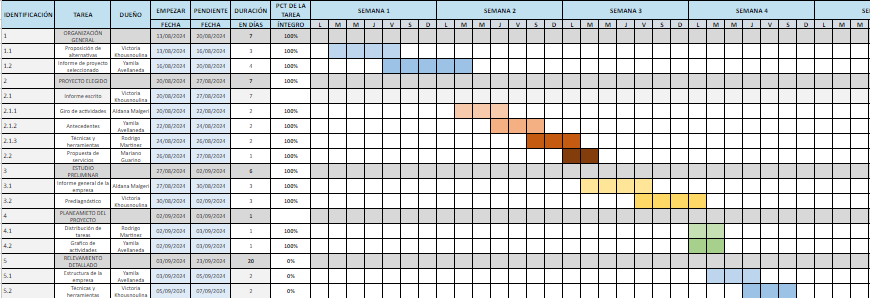 IDENTIFICACIÓN TAREA DUEÑO EMPEZAR PENDIENTE DURACIÓN PCT DE LA TAREA SEMANA 1 SEMANA 2 SEMANA 3 SEMANA 4 SE
FECHA FECHA EN DÍAS ÍNTEGRO L M M J V S D L M M J V S D L M M J V S D L M M J V S D L M
1 ORGANIZACIÓN GENERAL 13/08/2024 20/08/2024 7 100%
1.1 Proposición de alternativas Victoria Khousnoulina 13/08/2024 16/08/2024 3 100%
1.2 Informe de proyecto seleccionado Yamila Avellaneda 16/08/2024 20/08/2024 4 100%
2 PROYECTO ELEGIDO 20/08/2024 27/08/2024 7 100%
2.1 Informe escrito Victoria Khousnoulina 20/08/2024 27/08/2024 7
2.1.1 Giro de actividades Aldana Malgeri 20/08/2024 22/08/2024 2 100%
2.1.2 Antecedentes Yamila Avellaneda 22/08/2024 24/08/2024 2 100%
2.1.3 Técnicas y herramientas Rodrigo Martinez 24/08/2024 26/08/2024 2 100%
2.2 Propuesta de servicios Mariano Guarino 26/08/2024 27/08/2024 1 100%
3 ESTUDIO PRELIMINAR 27/08/2024 02/09/2024 6 100%
3.1 Informe general de la empresa Aldana Malgeri 27/08/2024 30/08/2024 3 100%
3.2 Prediagnóstico Victoria Khousnoulina 30/08/2024 02/09/2024 3 100%
4 PLANEAMIETO DEL PROYECTO 02/09/2024 03/09/2024 1
4.1 Distribución de tareas Rodrigo Martinez 02/09/2024 03/09/2024 1 100%
4.2 Grafico de actividades Yamila Avellaneda 02/09/2024 03/09/2024 1 100%
5 RELEVAMIENTO DETALLADO 03/09/2024 23/09/2024 20 0%
5.1 Estructura de la empresa Yamila Avellaneda 03/09/2024 05/09/2024 2 0%
5.2 Técnicas y herramientas Victoria Khousnoulina 05/09/2024 07/09/2024 2 0%